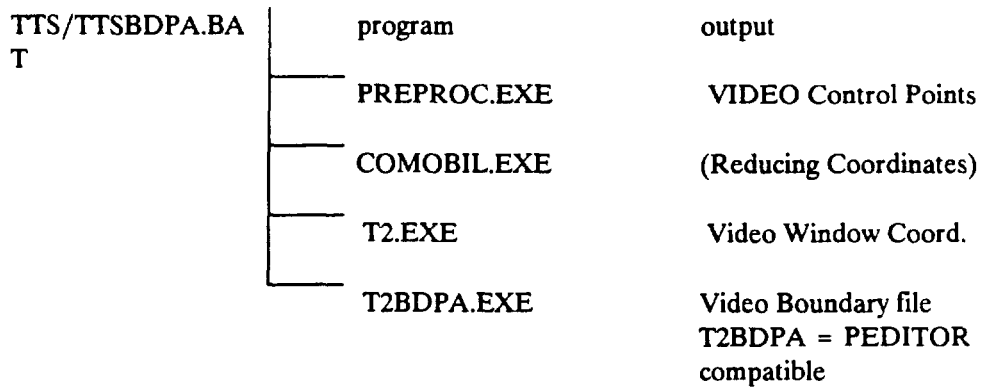 TTS/TTSBDPA.BA program output
T
PREPROC.EXE VIDEO Control Points
COMOBIL.EXE (Reducing Coordinates)
T2.EXE Video Window Coord.
T2BDPA.EXE Video Boundary file
T2BDPA = PEDITOR
compatible